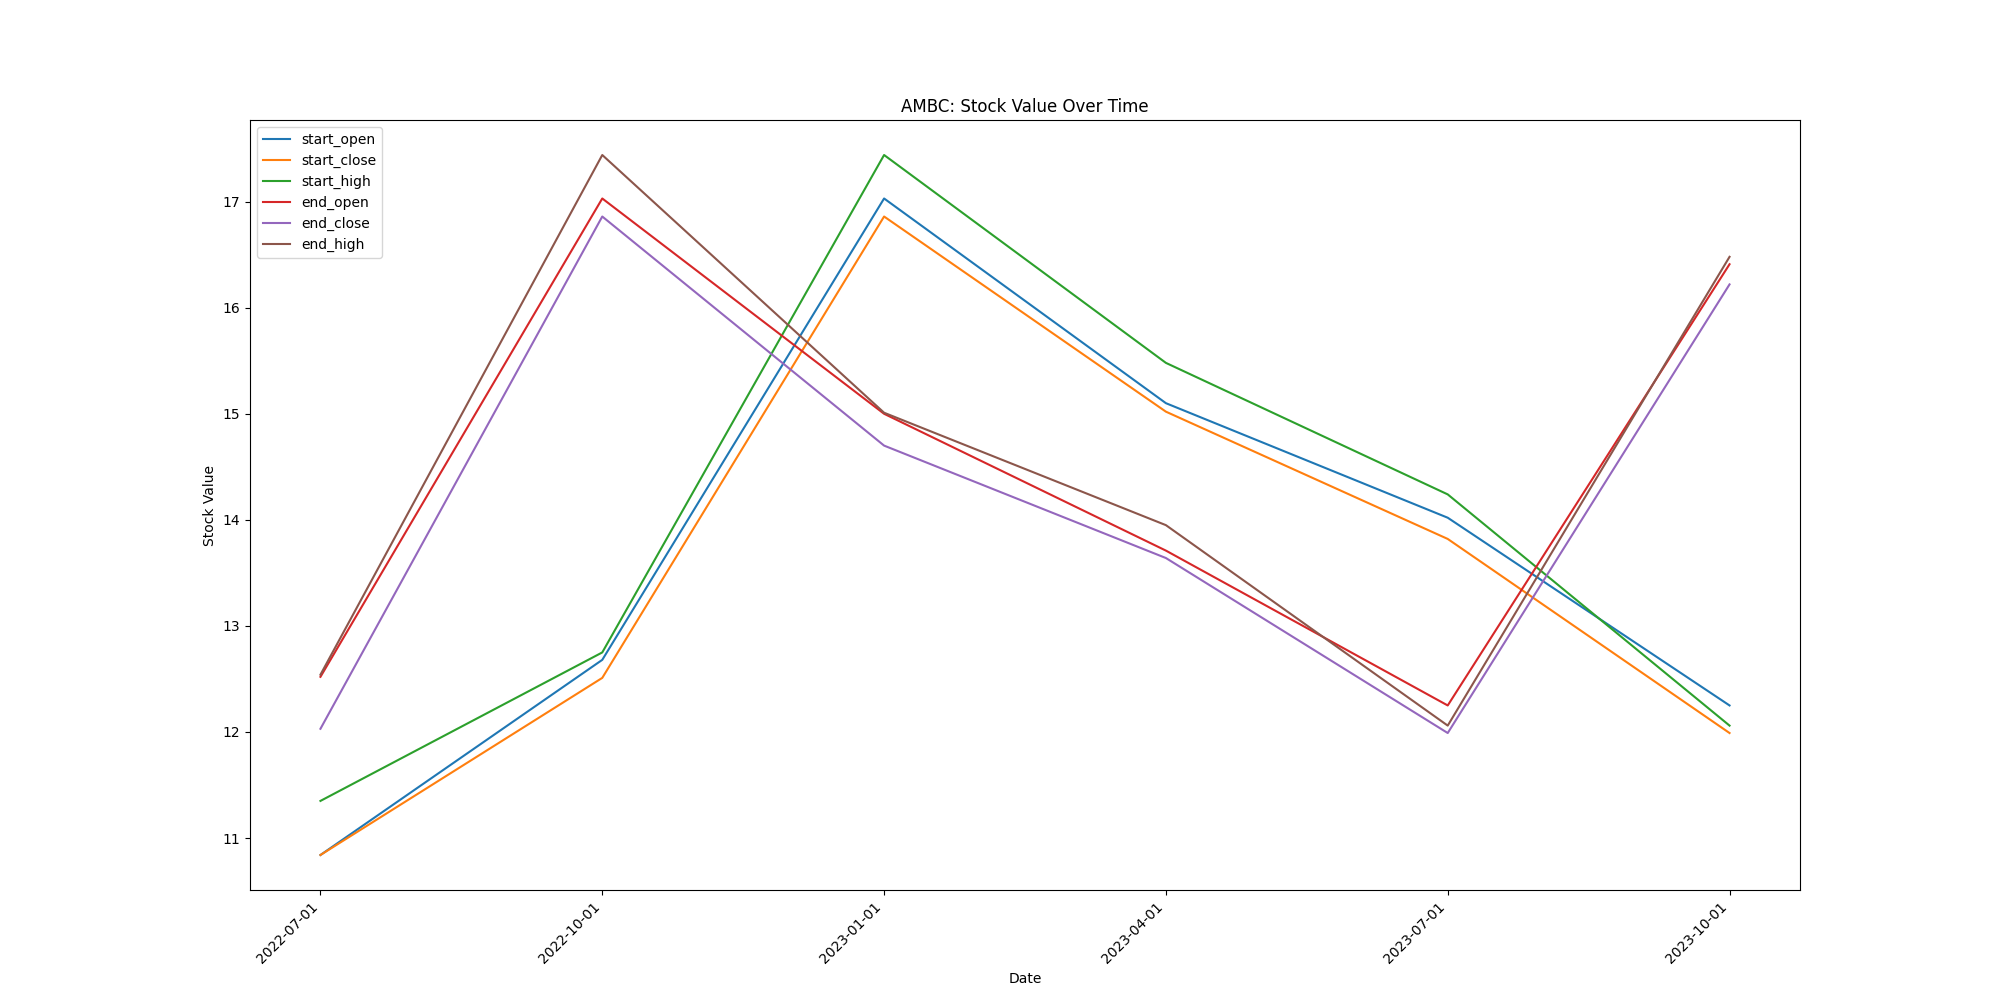 AMBC: Stock Value Over Time
start_open
start_close
start_high
end_open
end_close
end_high
Stock Value
17
16
15
14
13
12
11
2022-07-01
2022-10-01
2023-01-01
2023-04-01
2023-07-01
2023-10-01
Date